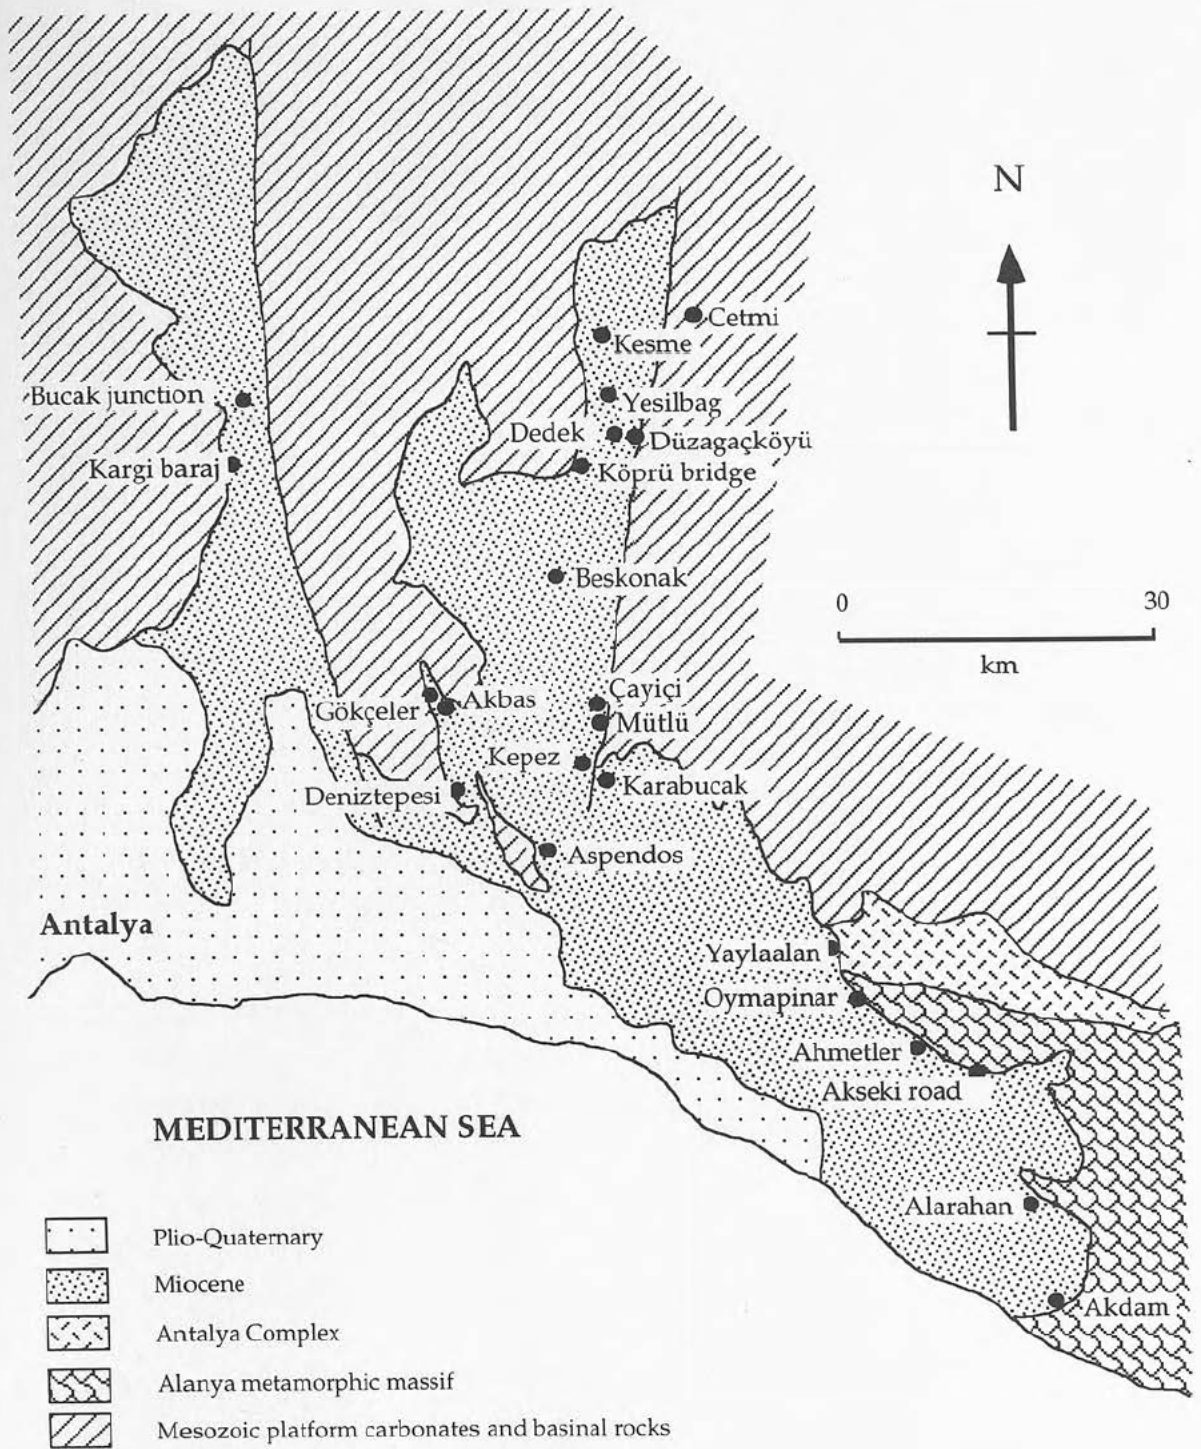 N
Cetmi
Kesme
Bucak junction
Yesilbag
Dedek
Düzagaçköyü
Kargi baraj
Köprü bridge
Beskonak
0 30
km
Çayiçi
Akbas
Gökçeler
Mütlü
Kepez
Karabucak
Deniztepesi
Aspendos
Antalya
Yaylaalan
Oymapinar
Ahmetler
Akseki road
MEDITERRANEAN SEA
Alarahan
Akdam
Plio-Quaternary
Miocene
Antalya Complex
Alanya metamorphic massif
Mesozoic platform carbonates and basinal rocks